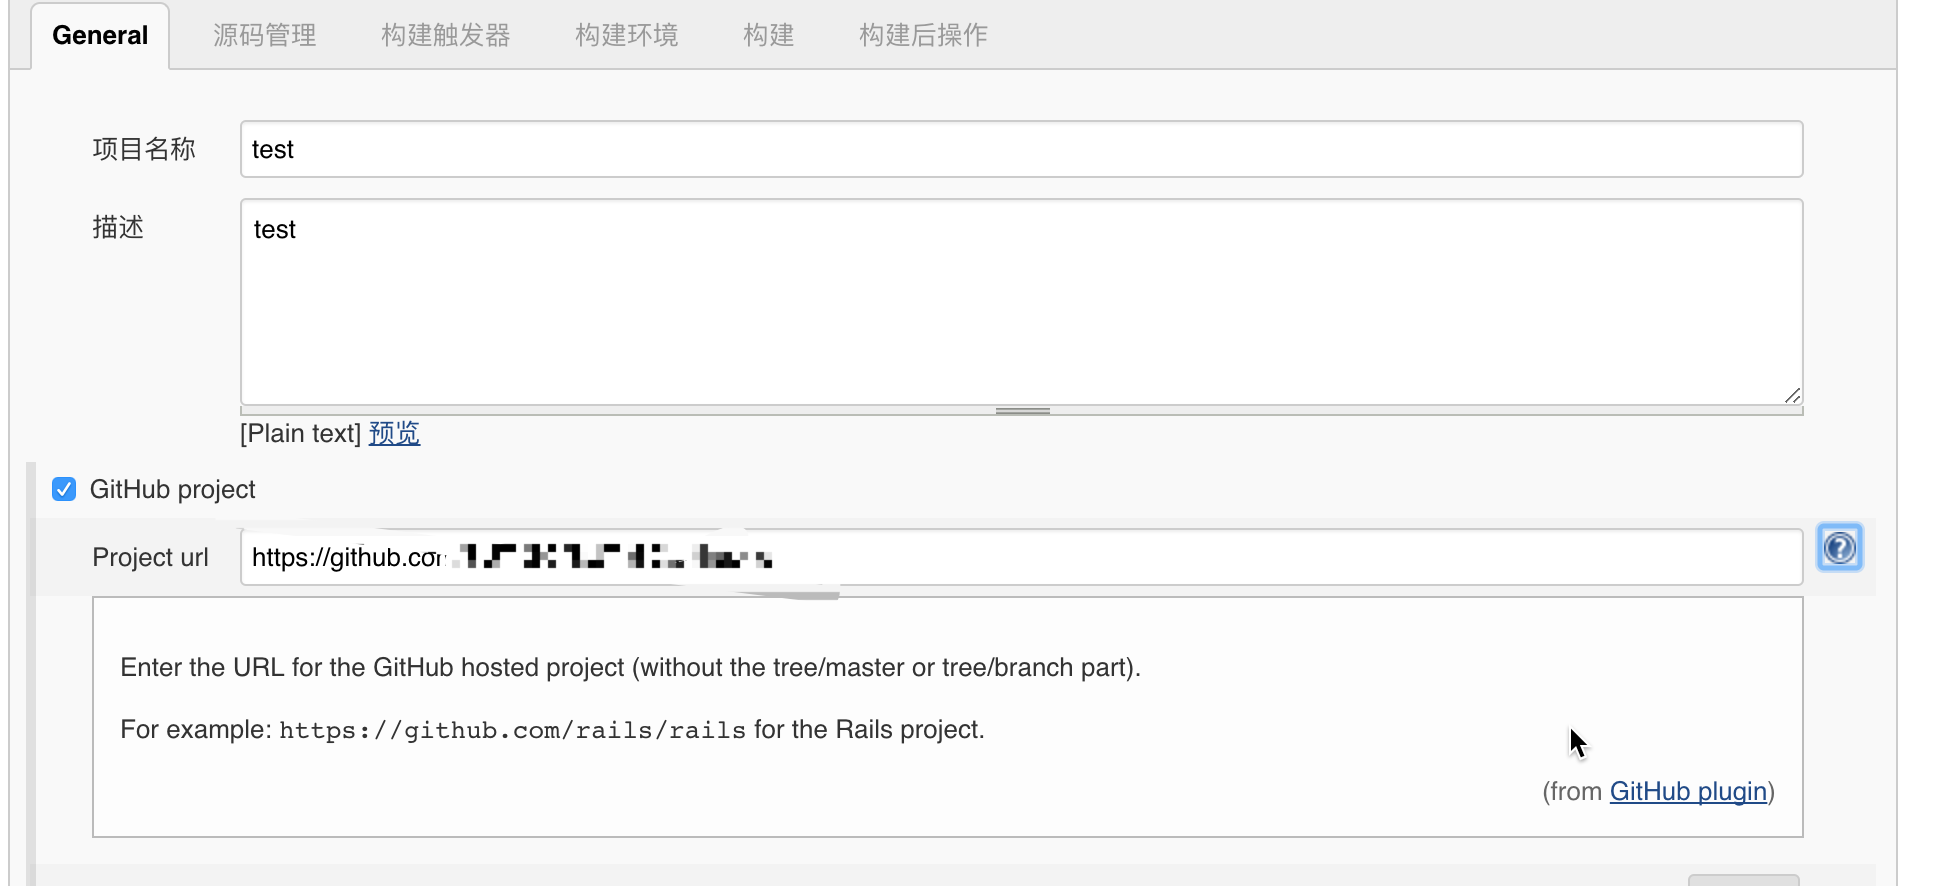 General 源码管理 构建触发器 构建环境 构建 构建后操作
项目名称 test
描述 test
[Plain text] 预览
GitHub project
Project url https://github.co
Enter the URL for the GitHub hosted project (without the tree/master or tree/branch part).
For example: https://github.com/rails/rails for the Rails project.
(from GitHub plugin)